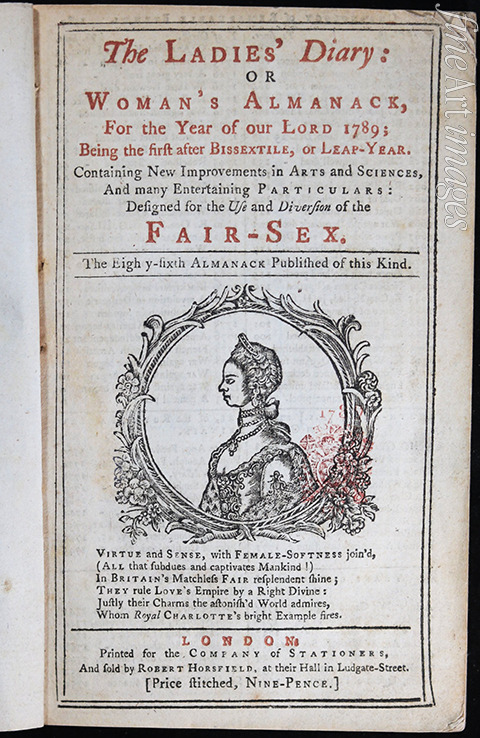 The LADIES' Diary:
OR
WOMAN'S ALMANACK,
For the Year of our LORD 1789;
Being the firſt after BISSEXTILE, or LEAP-YEAR.
Containing New Improvements in ARTS and SCIENCES,
And many Entertaining PARTICULARS:
Deſigned for the Uſe and Diverſion of the
FAIR-SEX.
The Eigh y-ſixth ALMANACK Publiſhed of this Kind.
VIRTUE and SENSE, with FEMALE-SOFTNESS join'd,
(ALL that ſubdues and captivates Mankind!)
In BRITAIN'S Matchleſs FAIR reſplendent ſhine;
THEY rule LOVE'S Empire by a Right Divine:
Juſtly their Charms the aſtoniſh'd World admires,
Whom Royal CHARLOTTE'S bright Example fires.
LONDON:
Printed for the COMPANY of STATIONERS,
And ſold by ROBERT HORSFIELD, at their Hall in Ludgate-Street.
[Price ſtitched, NINE-PENCE.]
Fine Art Images